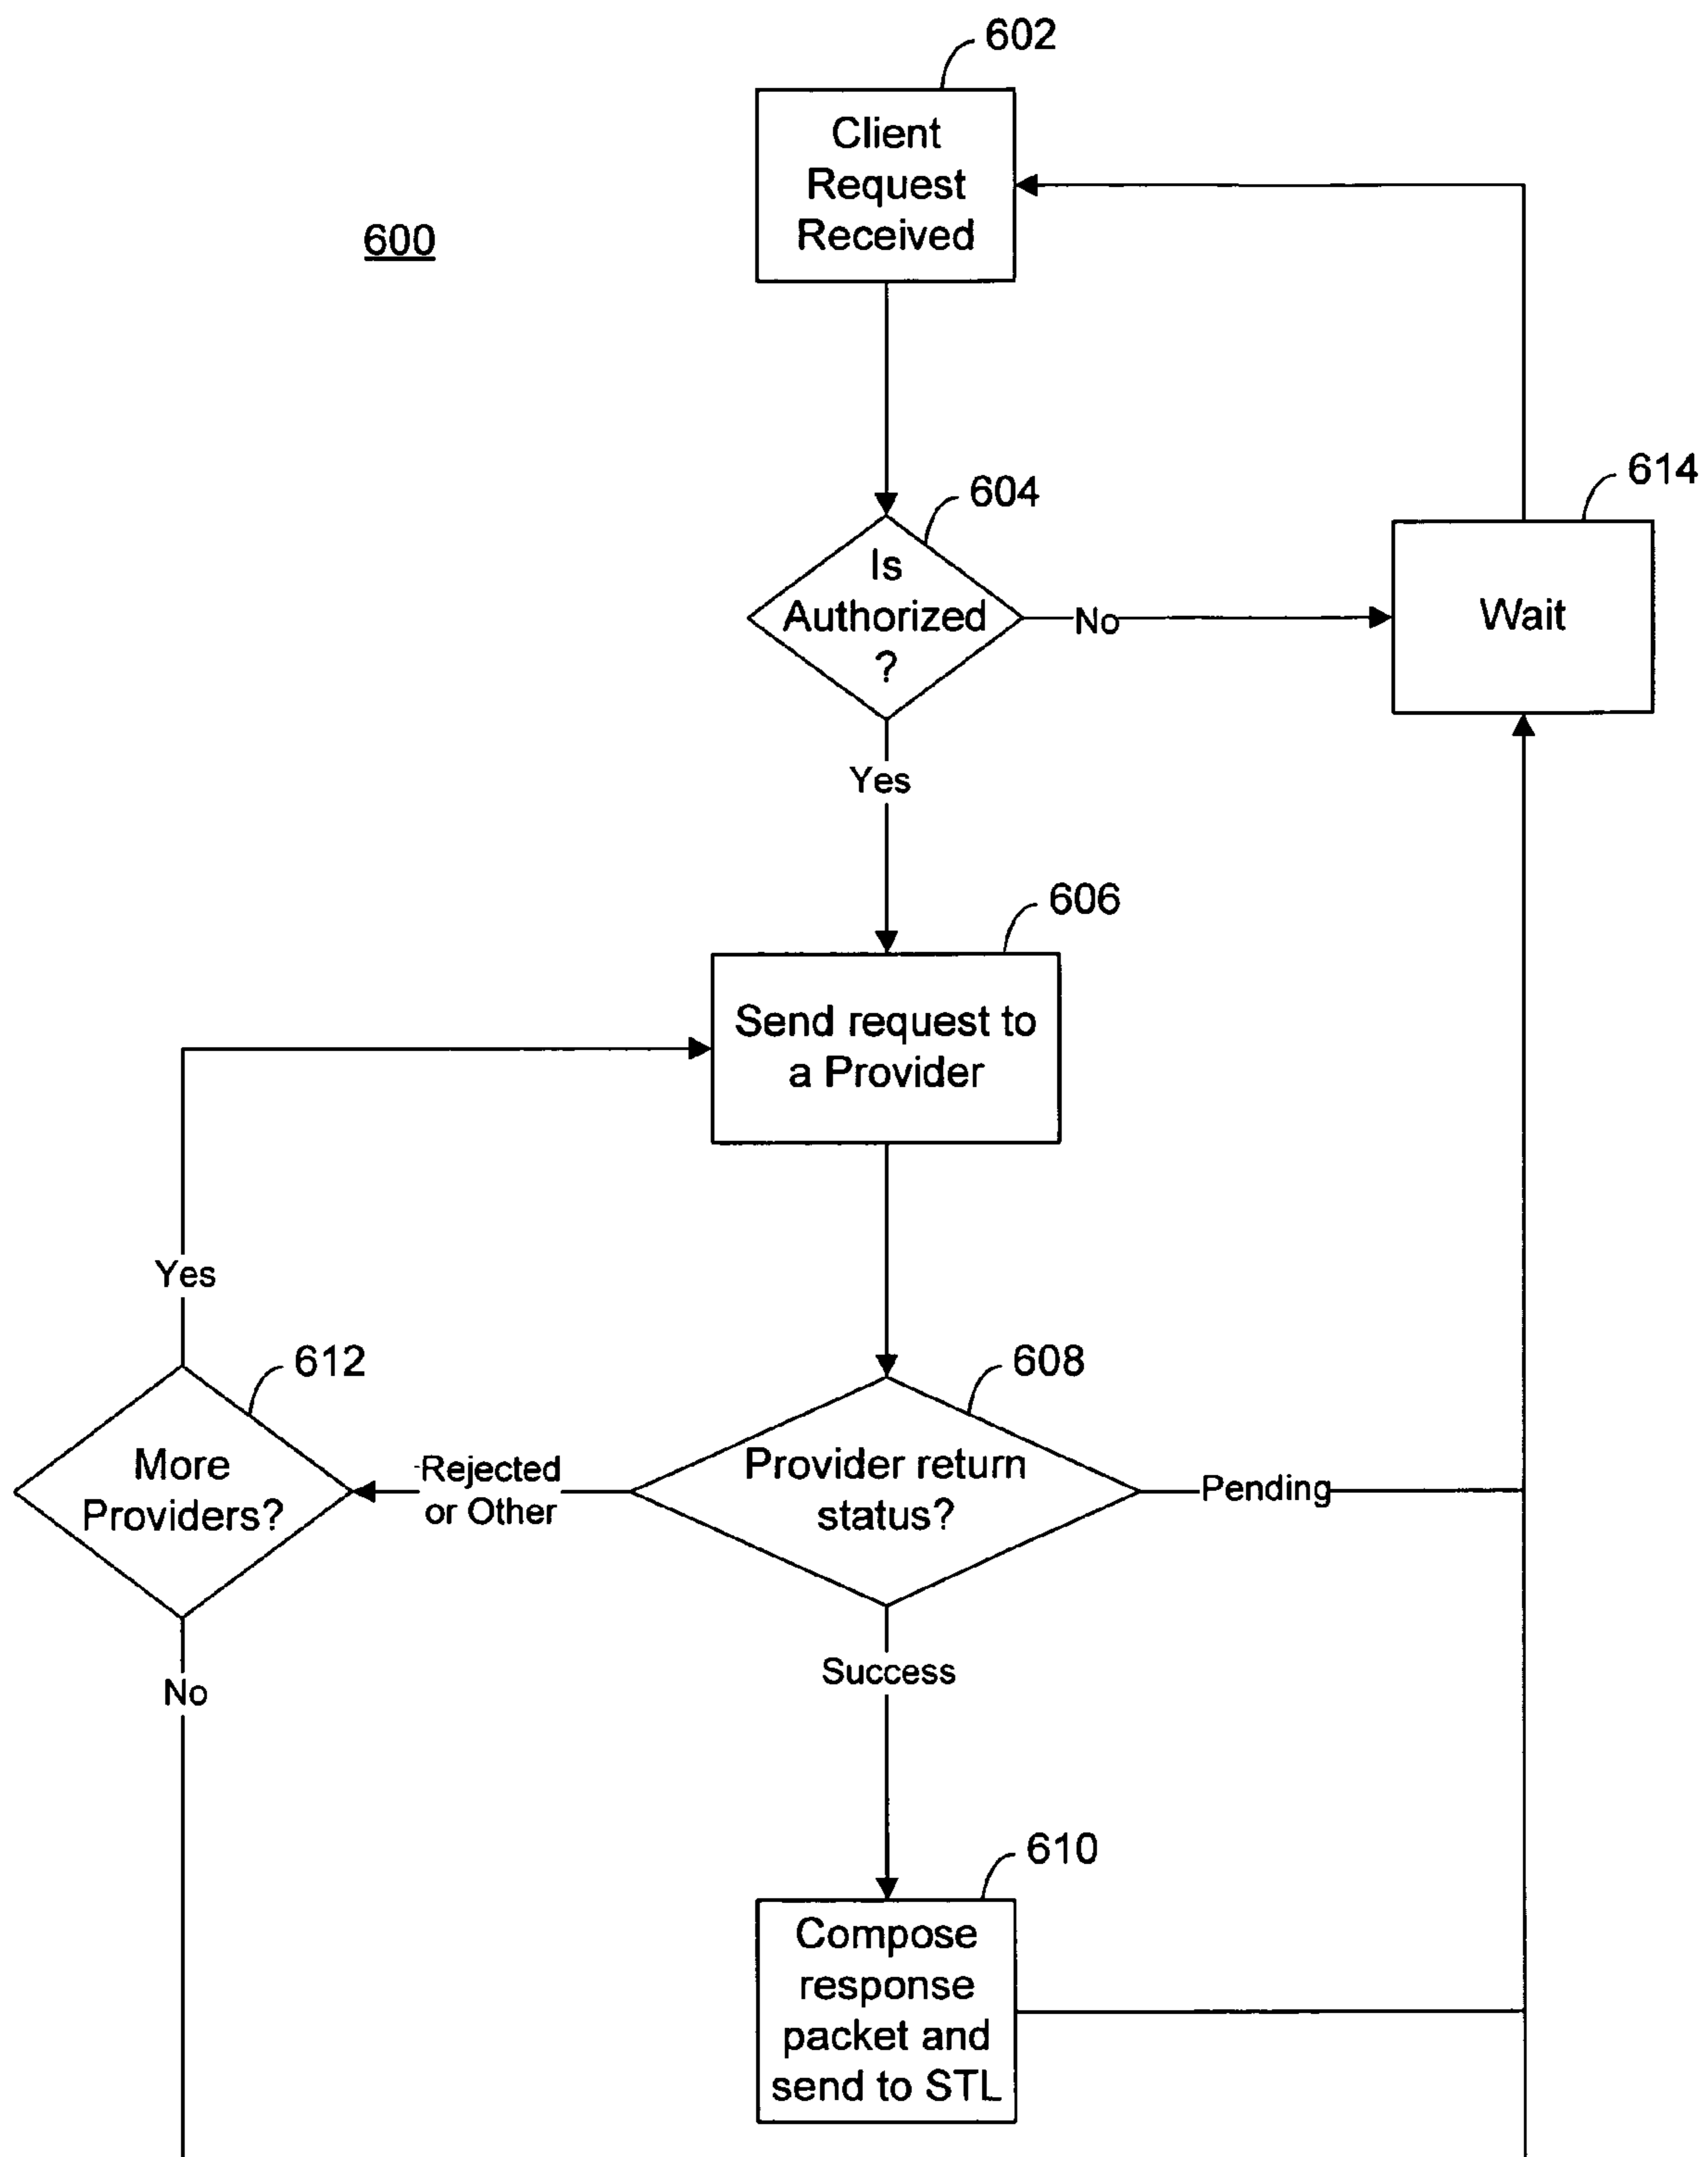 602
Client
Request
Received
600
614
604
Is
Authorized
?
No
Wait
Yes
606
Send request to
a Provider
Yes
612
608
More
Providers?
Rejected
or Other
Provider return
status?
Pending
Success
No
610
Compose
response
packet and
send to STL